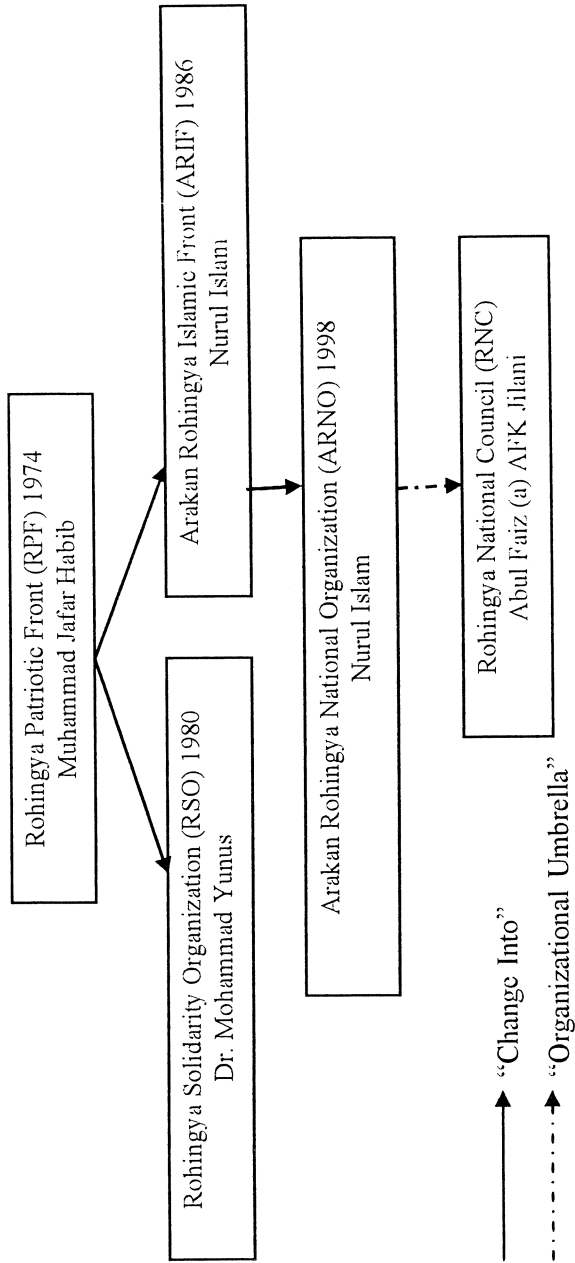 Rohingya Patriotic Front (RPF) 1974
Muhammad Jafar Habib
Rohingya Solidarity Organization (RSO) 1980
Dr. Mohammad Yunus
Arakan Rohingya Islamic Front (ARIF) 1986
Nurul Islam
Arakan Rohingya National Organization (ARNO) 1998
Nurul Islam
Rohingya National Council (RNC)
Abul Faiz (a) AFK Jilani
“Change Into”
“Organizational Umbrella”